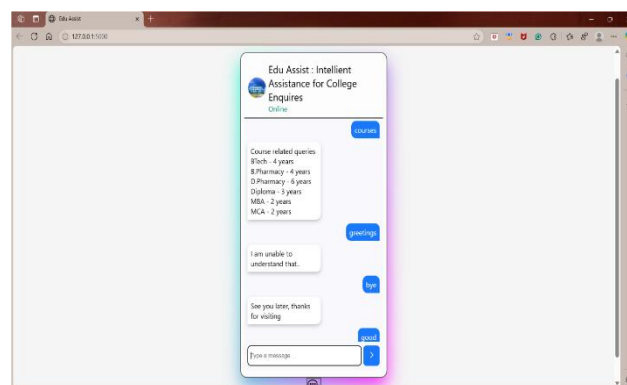 Edu Assist
127.0.0.1:5000
Edu Assist : Intellient
Assistance for College
Enquires
Online
courses
Course related queries
BTech - 4 years
B.Pharmacy - 4 years
D.Pharmacy - 6 years
Diploma - 3 years
MBA - 2 years
MCA - 2 years
greetings
I am unable to
understand that.
bye
See you later, thanks
for visiting
good
Type a message